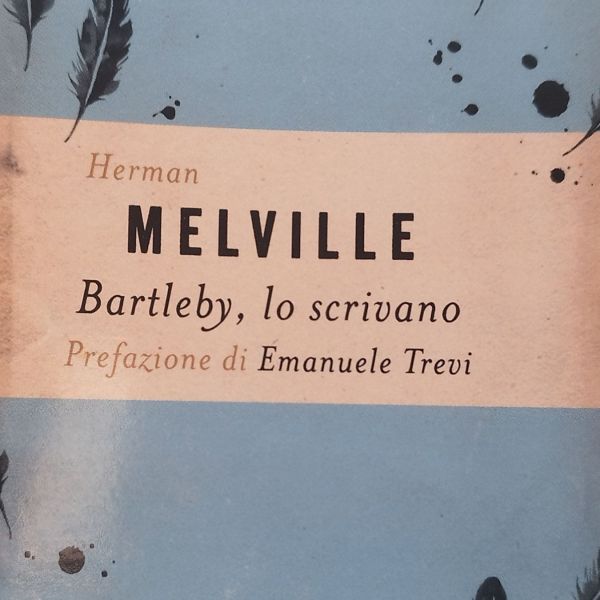 Herman
MELVILLE
Bartleby, lo scrivano
Prefazione di Emanuele Trevi